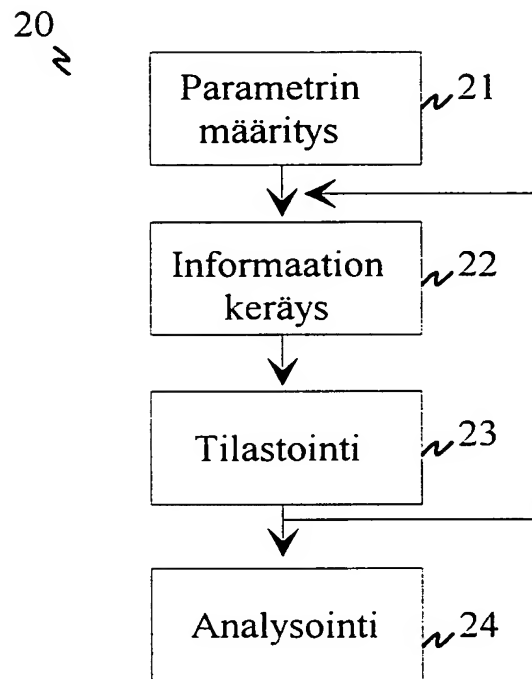 20
Parametrin
määritys
21
Informaation
keräys
22
Tilastointi
23
Analysointi
24